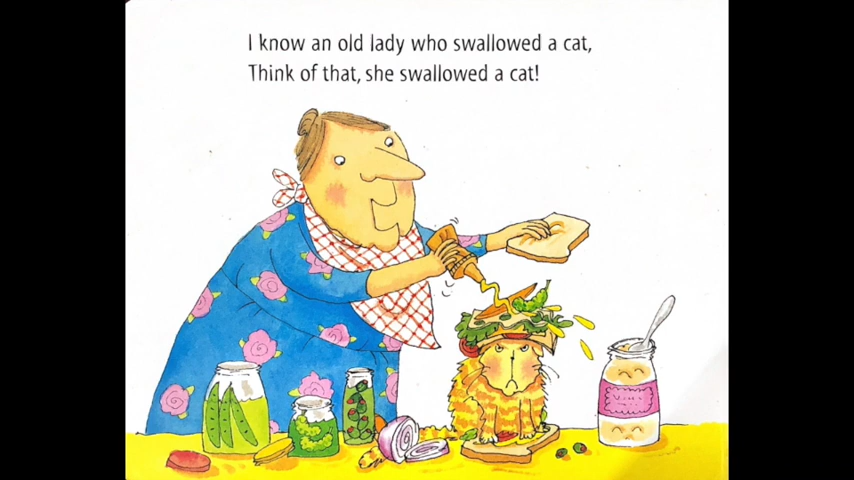 I know an old lady who swallowed a cat,
Think of that, she swallowed a cat!